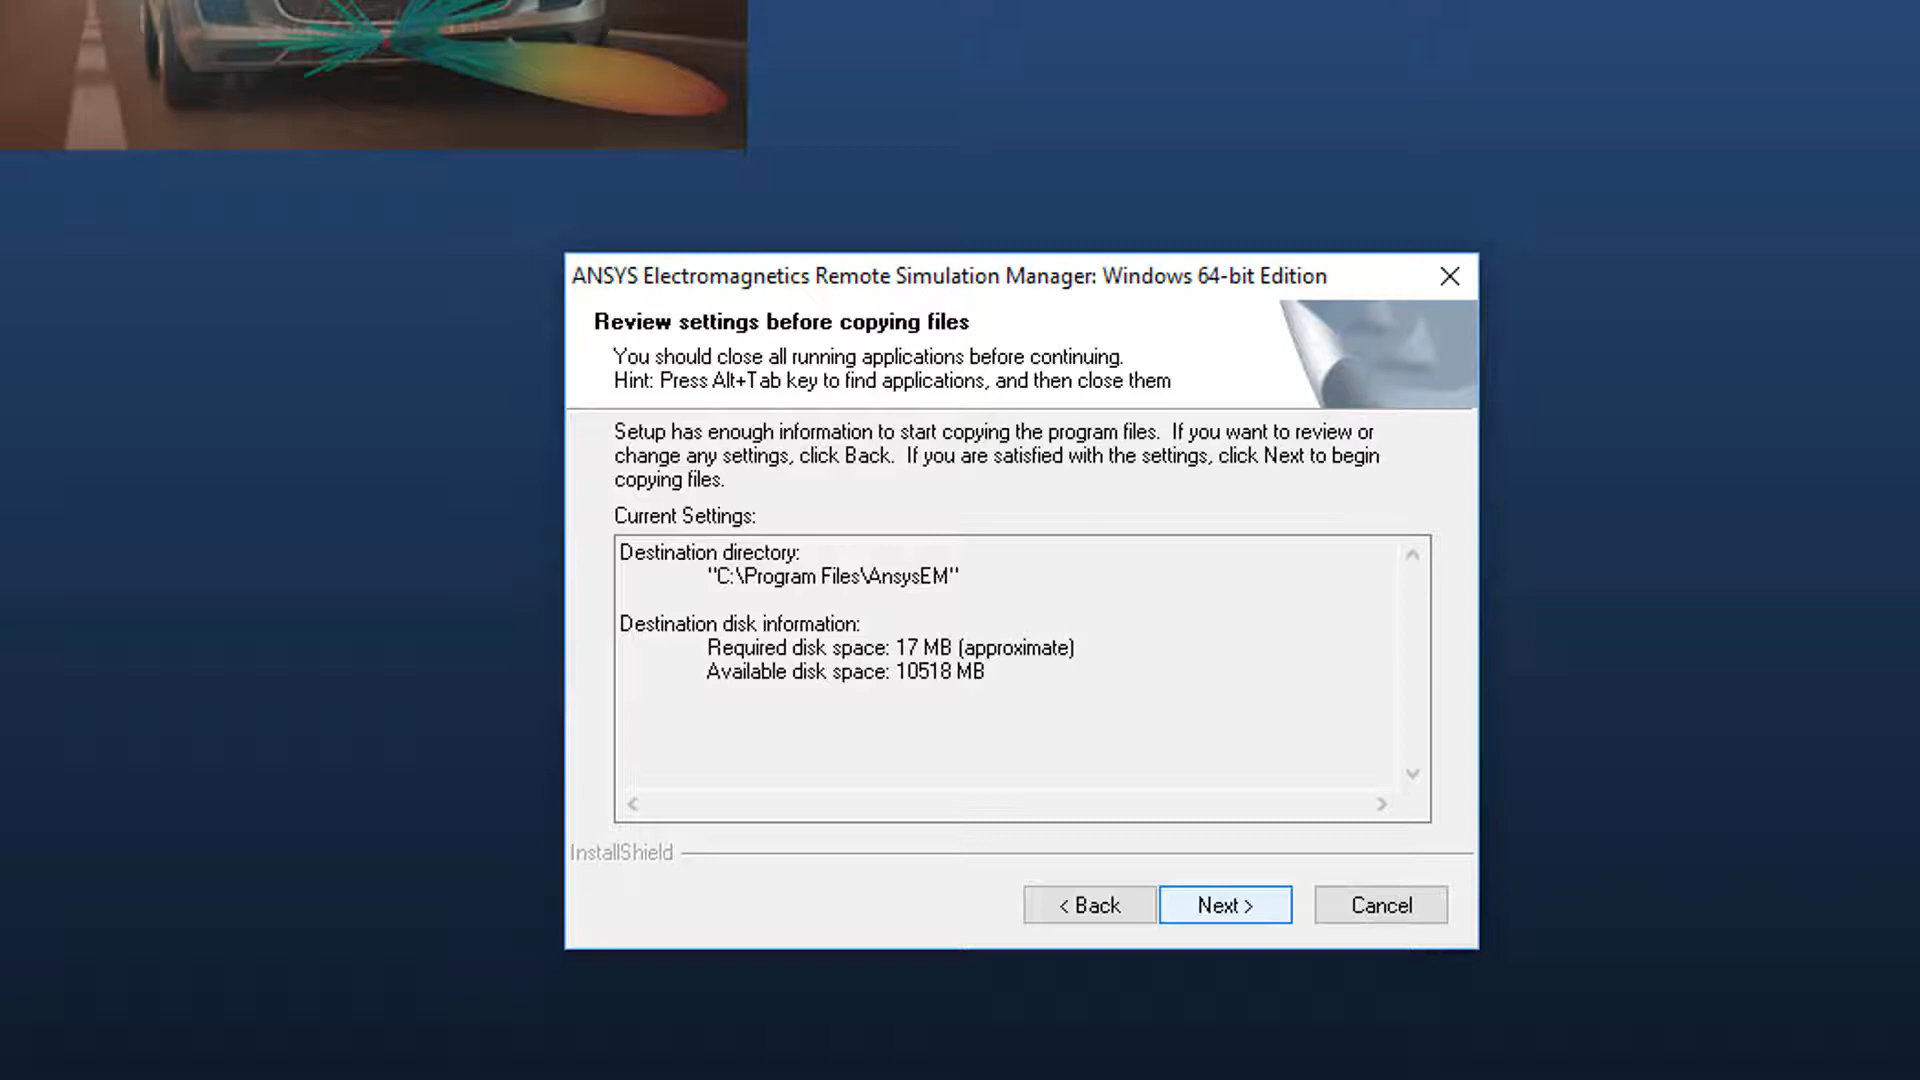 ANSYS Electromagnetics Remote Simulation Manager: Windows 64-bit Edition
Review settings before copying files
You should close all running applications before continuing.
Hint: Press Alt+Tab key to find applications, and then close them
Setup has enough information to start copying the program files.  If you want to review or
change any settings, click Back.  If you are satisfied with the settings, click Next to begin
copying files.
Current Settings:
Destination directory:
"C:\Program Files\AnsysEM"
Destination disk information:
Required disk space: 17 MB (approximate)
Available disk space: 10518 MB
InstallShield
< Back
Next >
Cancel